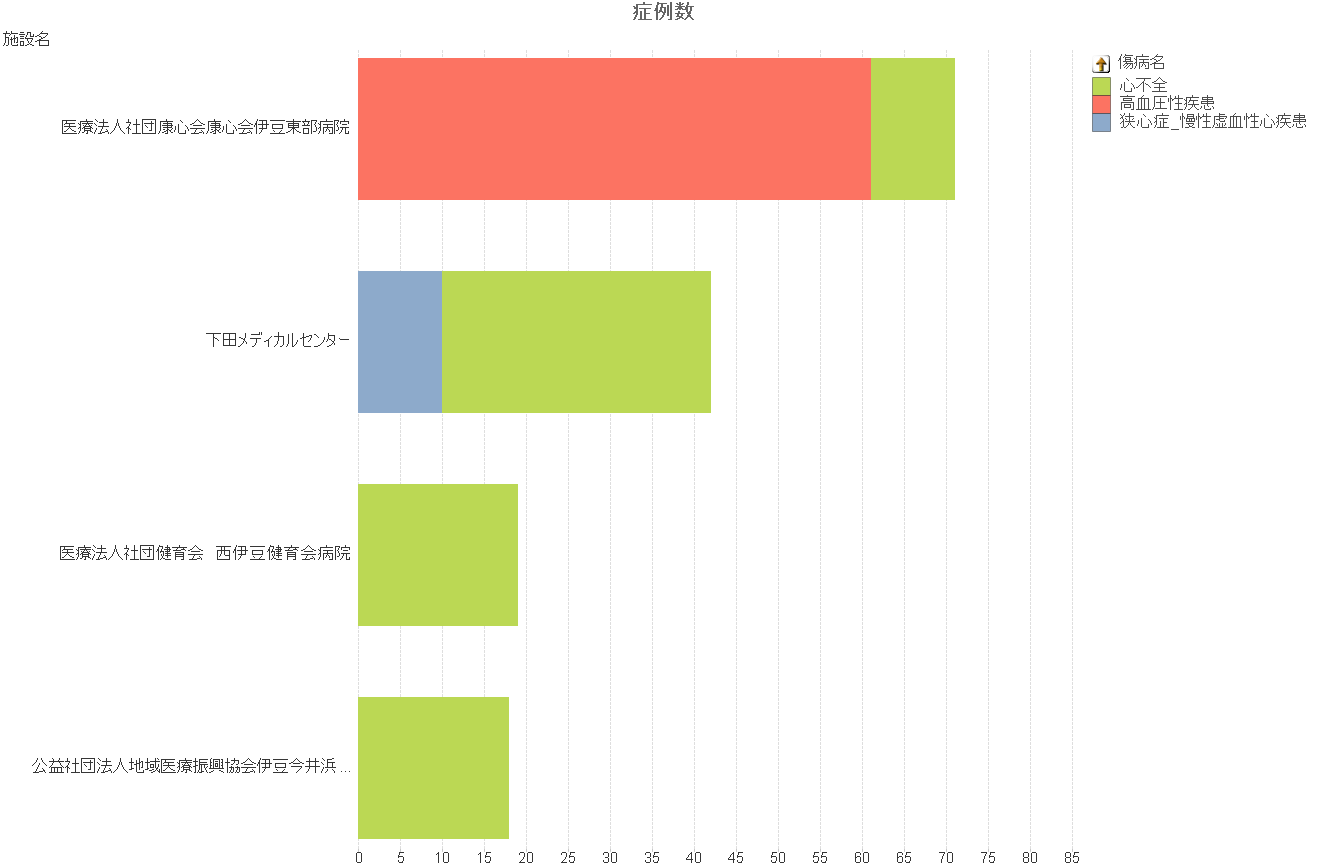 症例数
施設名
傷病名
心不全
高血圧性疾患
狭心症_慢性虚血性心疾患
医療法人社団康心会康心会伊豆東部病院
下田メディカルセンター
医療法人社団健育会　西伊豆健育会病院
公益社団法人地域医療振興協会伊豆今井浜 ...
0 5 10 15 20 25 30 35 40 45 50 55 60 65 70 75 80 85